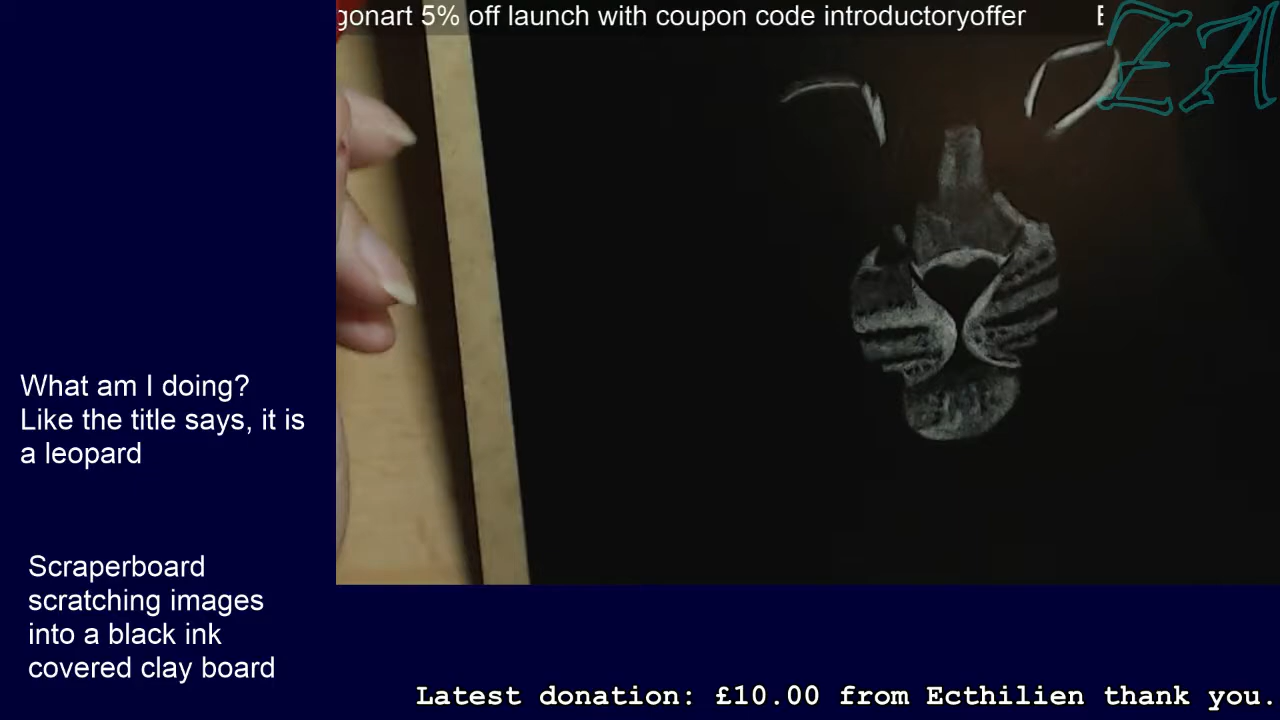 gonart 5% off launch with coupon code introductoryoffer E
ZA
What am I doing?
Like the title says, it is
a leopard
Scraperboard
scratching images
into a black ink
covered clay board
Latest donation: £10.00 from Ecthilien thank you.